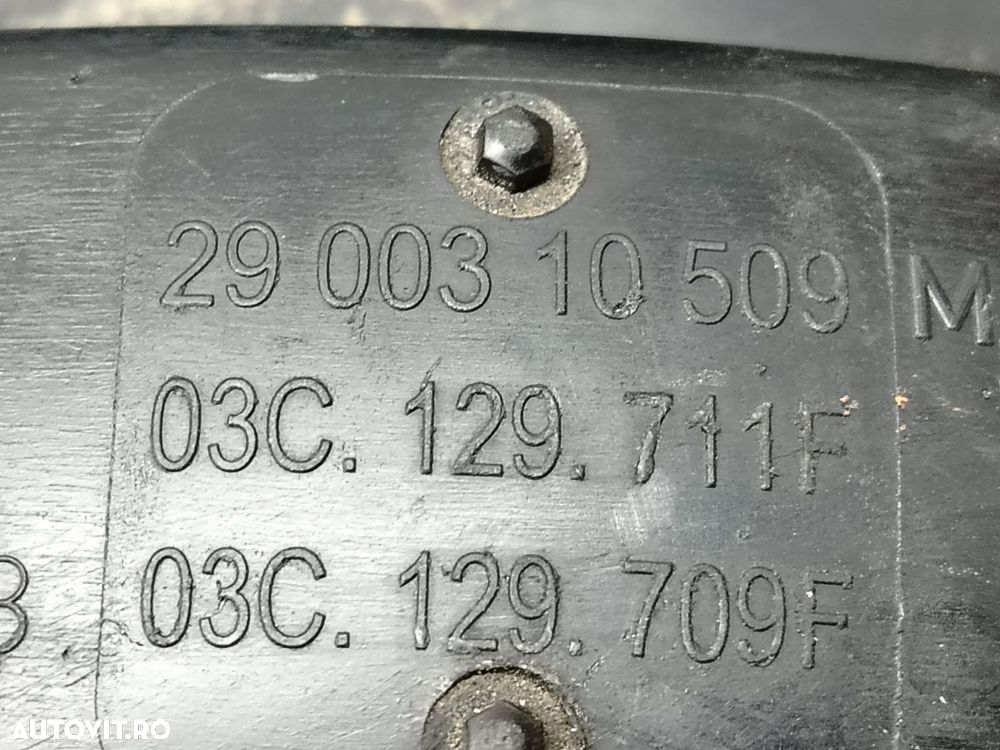 29 003 10 509 M
03C. 129. 711F
03C. 129. 709F
AUTOVIT.RO